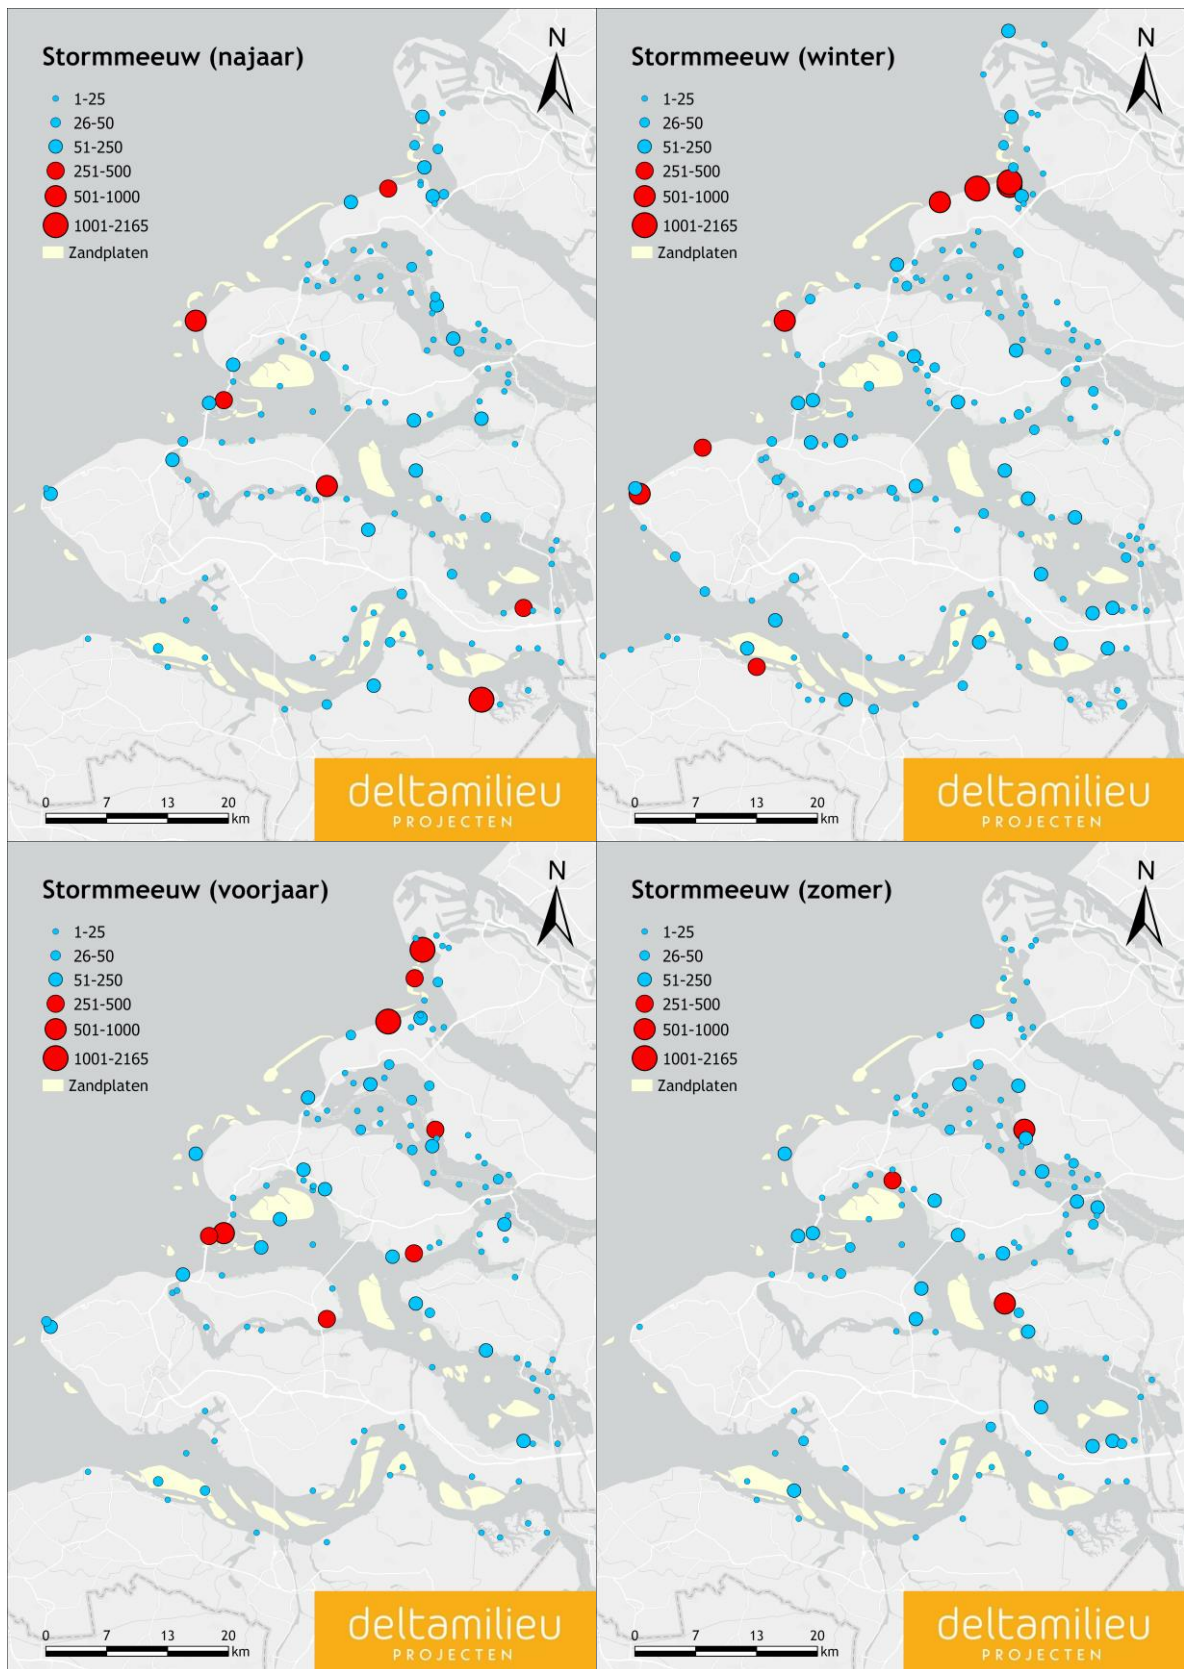 Stormmeeuw (najaar)
N
1-25
26-50
51-250
251-500
501-1000
1001-2165
Zandplaten
0 7 13 20
km
deltamilieu
PROJECTEN
Stormmeeuw (winter)
N
1-25
26-50
51-250
251-500
501-1000
1001-2165
Zandplaten
0 7 13 20
km
deltamilieu
PROJECTEN
Stormmeeuw (voorjaar)
N
1-25
26-50
51-250
251-500
501-1000
1001-2165
Zandplaten
0 7 13 20
km
deltamilieu
PROJECTEN
Stormmeeuw (zomer)
N
1-25
26-50
51-250
251-500
501-1000
1001-2165
Zandplaten
0 7 13 20
km
deltamilieu
PROJECTEN